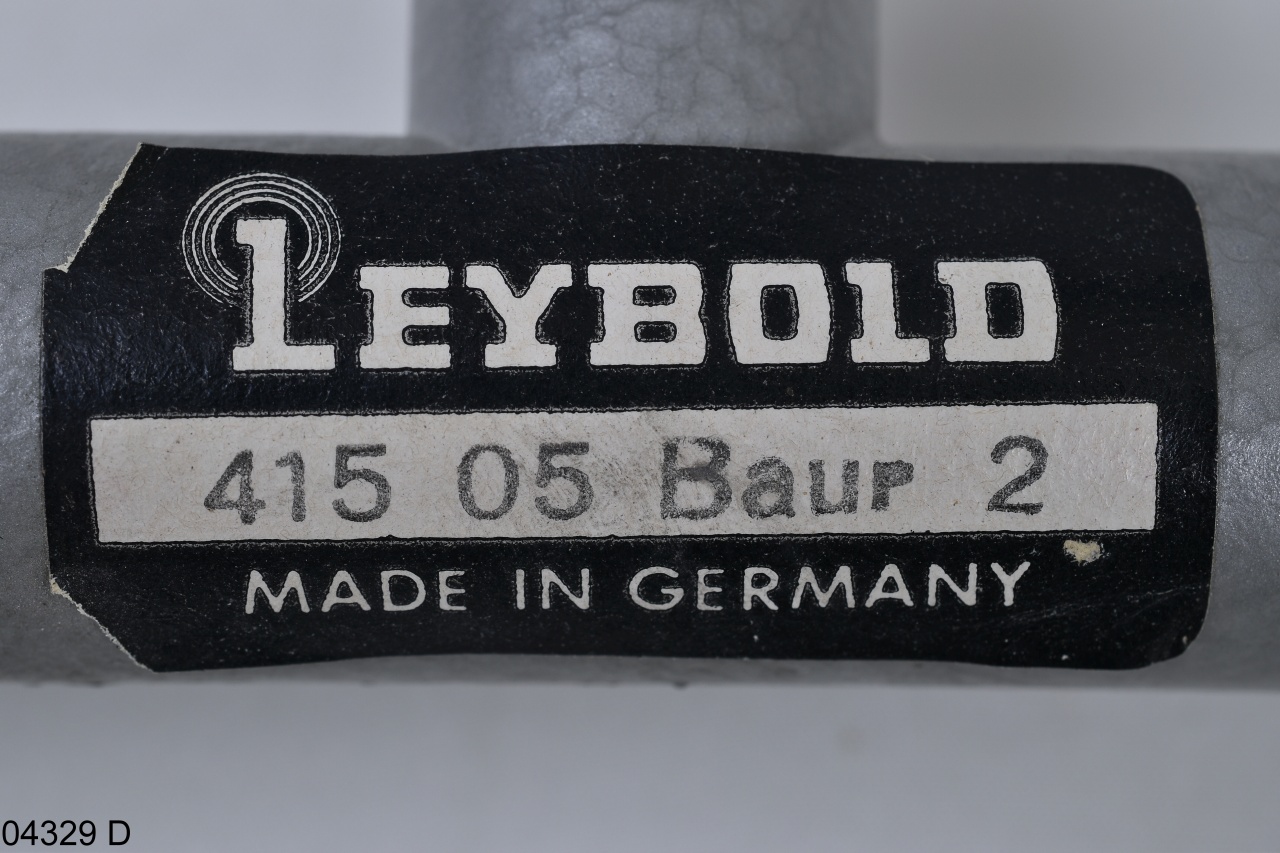 LEYBOLD
415 05 Baur 2
MADE IN GERMANY
04329 D